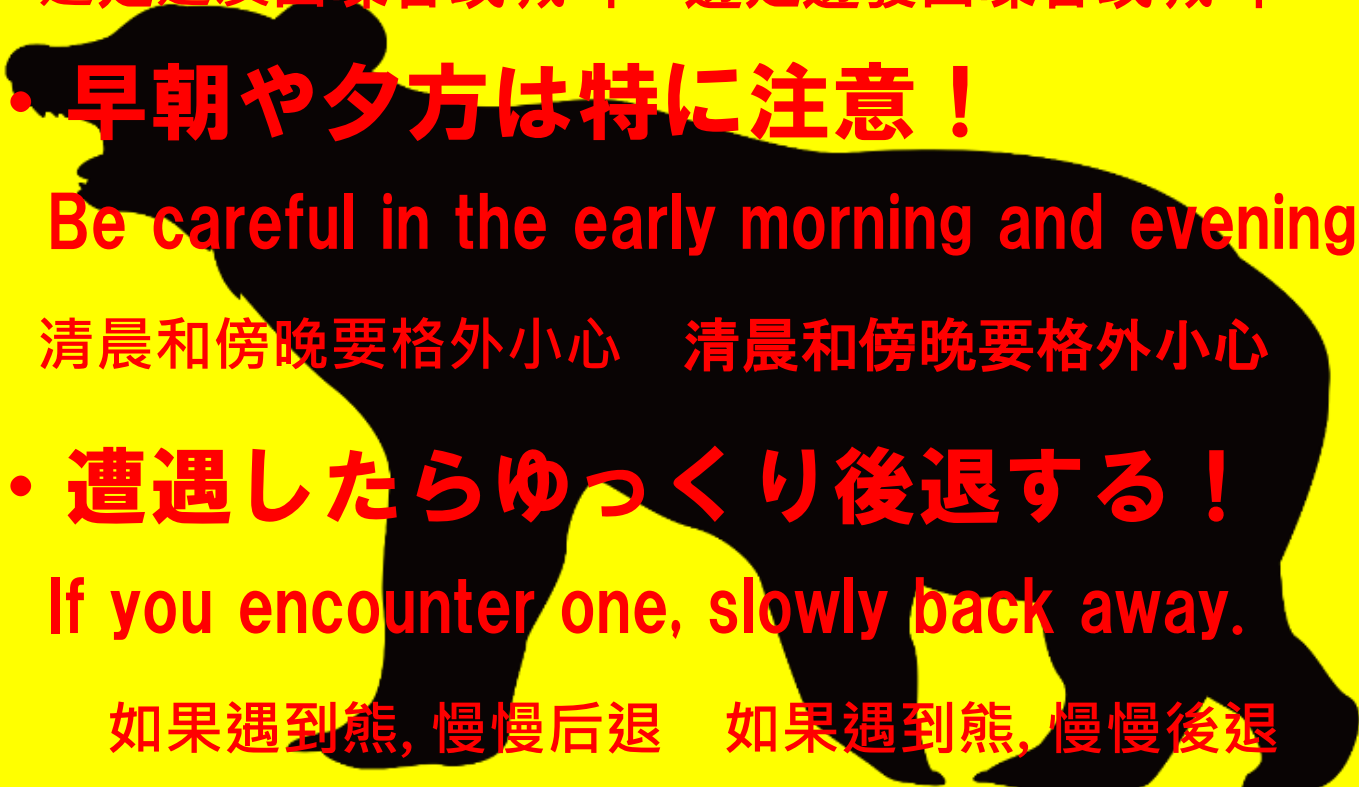 ・早朝や夕方は特に注意！
Be careful in the early morning and evening
清晨和傍晚要格外小心 清晨和傍晚要格外小心
・遭遇したらゆっくり後退する！
If you encounter one, slowly back away.
如果遇到熊, 慢慢后退 如果遇到熊, 慢慢後退